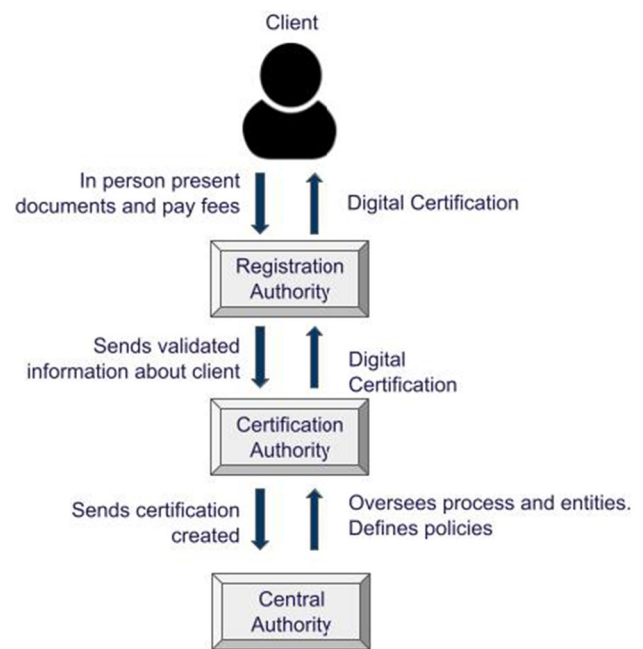 Client
In person present
documents and pay fees
Digital Certification
Registration
Authority
Sends validated
information about client
Digital
Certification
Certification
Authority
Sends certification
created
Oversees process and entities.
Defines policies
Central
Authority